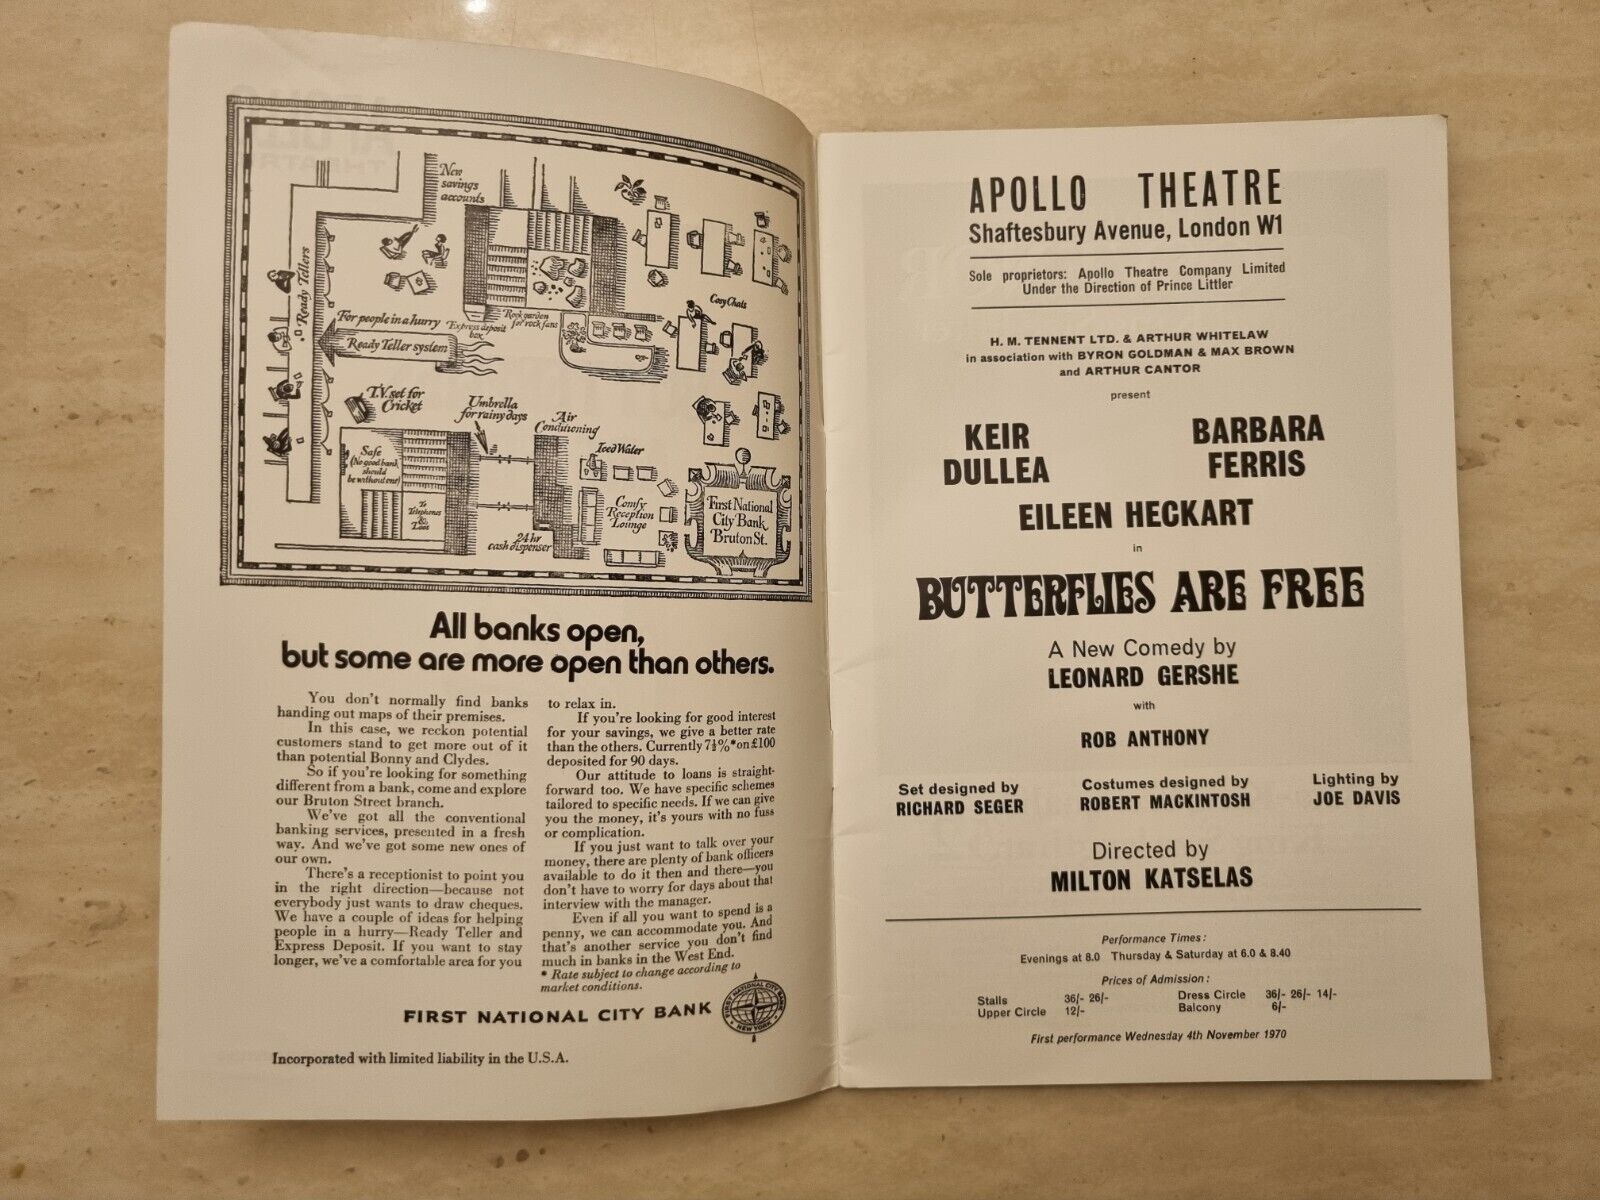 New
savings
accounts
Ready Tellers
For people in a hurry
Ready Teller system
Express deposit
box
Rock garden
for rock fans
Cosy Chats
T.V. set for
Cricket
Umbrella
for rainy days
Air
Conditioning
Iced Water
Safe
(No good bank
should
be without one)
To
Telephones
&
Loos
24 hr
cash dispenser
Comfy
Reception
Lounge
First National
City Bank
Bruton St.
All banks open,
but some are more open than others.
You don't normally find banks
handing out maps of their premises.
In this case, we reckon potential
customers stand to get more out of it
than potential Bonny and Clydes.
So if you're looking for something
different from a bank, come and explore
our Bruton Street branch.
We've got all the conventional
banking services, presented in a fresh
way. And we've got some new ones of
our own.
There's a receptionist to point you
in the right direction—because not
everybody just wants to draw cheques.
We have a couple of ideas for helping
people in a hurry—Ready Teller and
Express Deposit. If you want to stay
longer, we've a comfortable area for you
to relax in.
If you're looking for good interest
for your savings, we give a better rate
than the others. Currently 7½%*on £100
deposited for 90 days.
Our attitude to loans is straight-
forward too. We have specific schemes
tailored to specific needs. If we can give
you the money, it's yours with no fuss
or complication.
If you just want to talk over your
money, there are plenty of bank officers
available to do it then and there—you
don't have to worry for days about that
interview with the manager.
Even if all you want to spend is a
penny, we can accommodate you. And
that's another service you don't find
much in banks in the West End.
* Rate subject to change according to
market conditions.
FIRST NATIONAL CITY BANK
FIRST NATIONAL CITY BANK
NEW YORK
Incorporated with limited liability in the U.S.A.
APOLLO THEATRE
Shaftesbury Avenue, London W1
Sole proprietors: Apollo Theatre Company Limited
Under the Direction of Prince Littler
H. M. TENNENT LTD. & ARTHUR WHITELAW
in association with BYRON GOLDMAN & MAX BROWN
and ARTHUR CANTOR
present
KEIR
DULLEA
BARBARA
FERRIS
EILEEN HECKART
in
BUTTERFLIES ARE FREE
A New Comedy by
LEONARD GERSHE
with
ROB ANTHONY
Set designed by
RICHARD SEGER
Costumes designed by
ROBERT MACKINTOSH
Lighting by
JOE DAVIS
Directed by
MILTON KATSELAS
Performance Times:
Evenings at 8.0 Thursday & Saturday at 6.0 & 8.40
Prices of Admission:
Stalls 36/- 26/- Dress Circle 36/- 26/- 14/-
Upper Circle 12/- Balcony 6/-
First performance Wednesday 4th November 1970